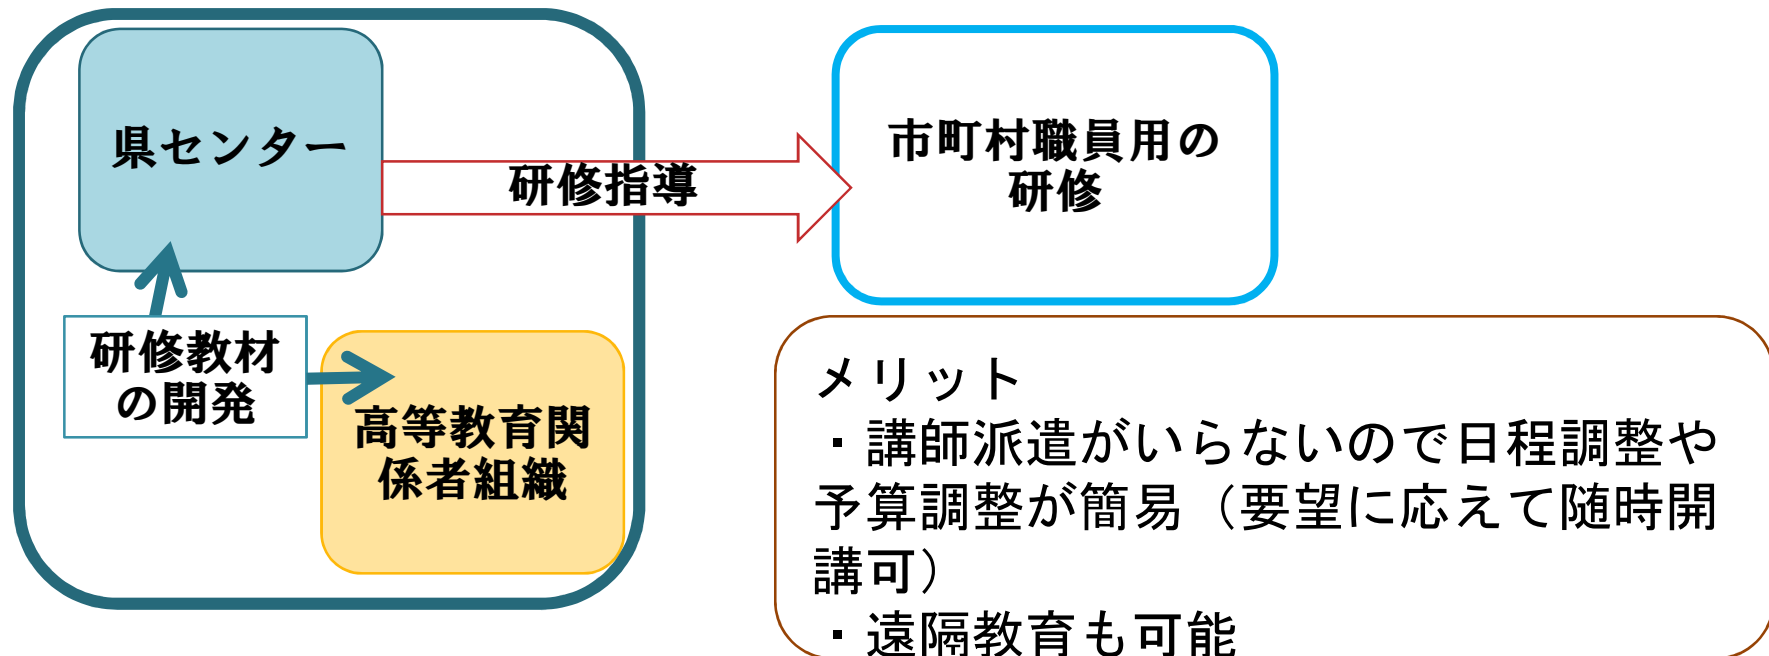 県センター
研修指導
市町村職員用の
研修
研修教材
の開発
高等教育関
係者組織
メリット
・講師派遣がいらないので日程調整や
予算調整が簡易（要望に応えて随時開
講可）
・遠隔教育も可能